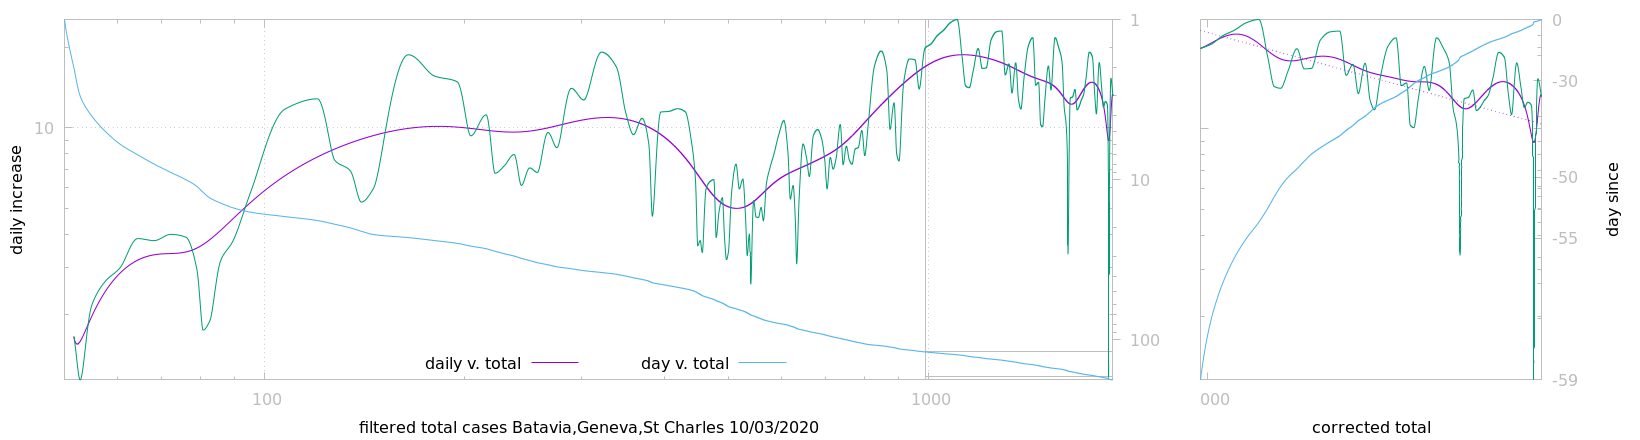 1
0
-30
daily increase
10
10
-50
day since
-55
daily v. total
day v. total
100
-59
100
1000
000
filtered total cases Batavia,Geneva,St Charles 10/03/2020
corrected total